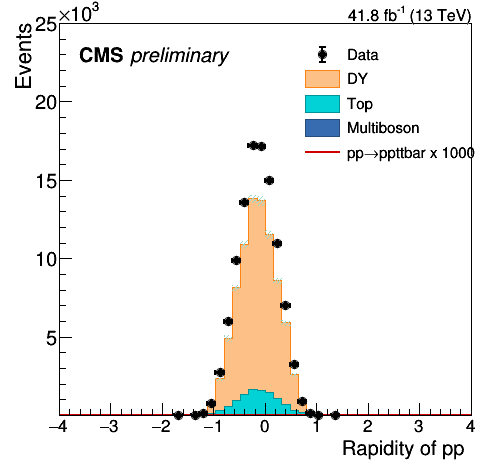 ×10³
41.8 fb⁻¹ (13 TeV)
Events
CMS preliminary
Data
DY
Top
Multiboson
pp→ppttbar x 1000
25
20
15
10
5
−4 −3 −2 −1 0 1 2 3 4
Rapidity of pp